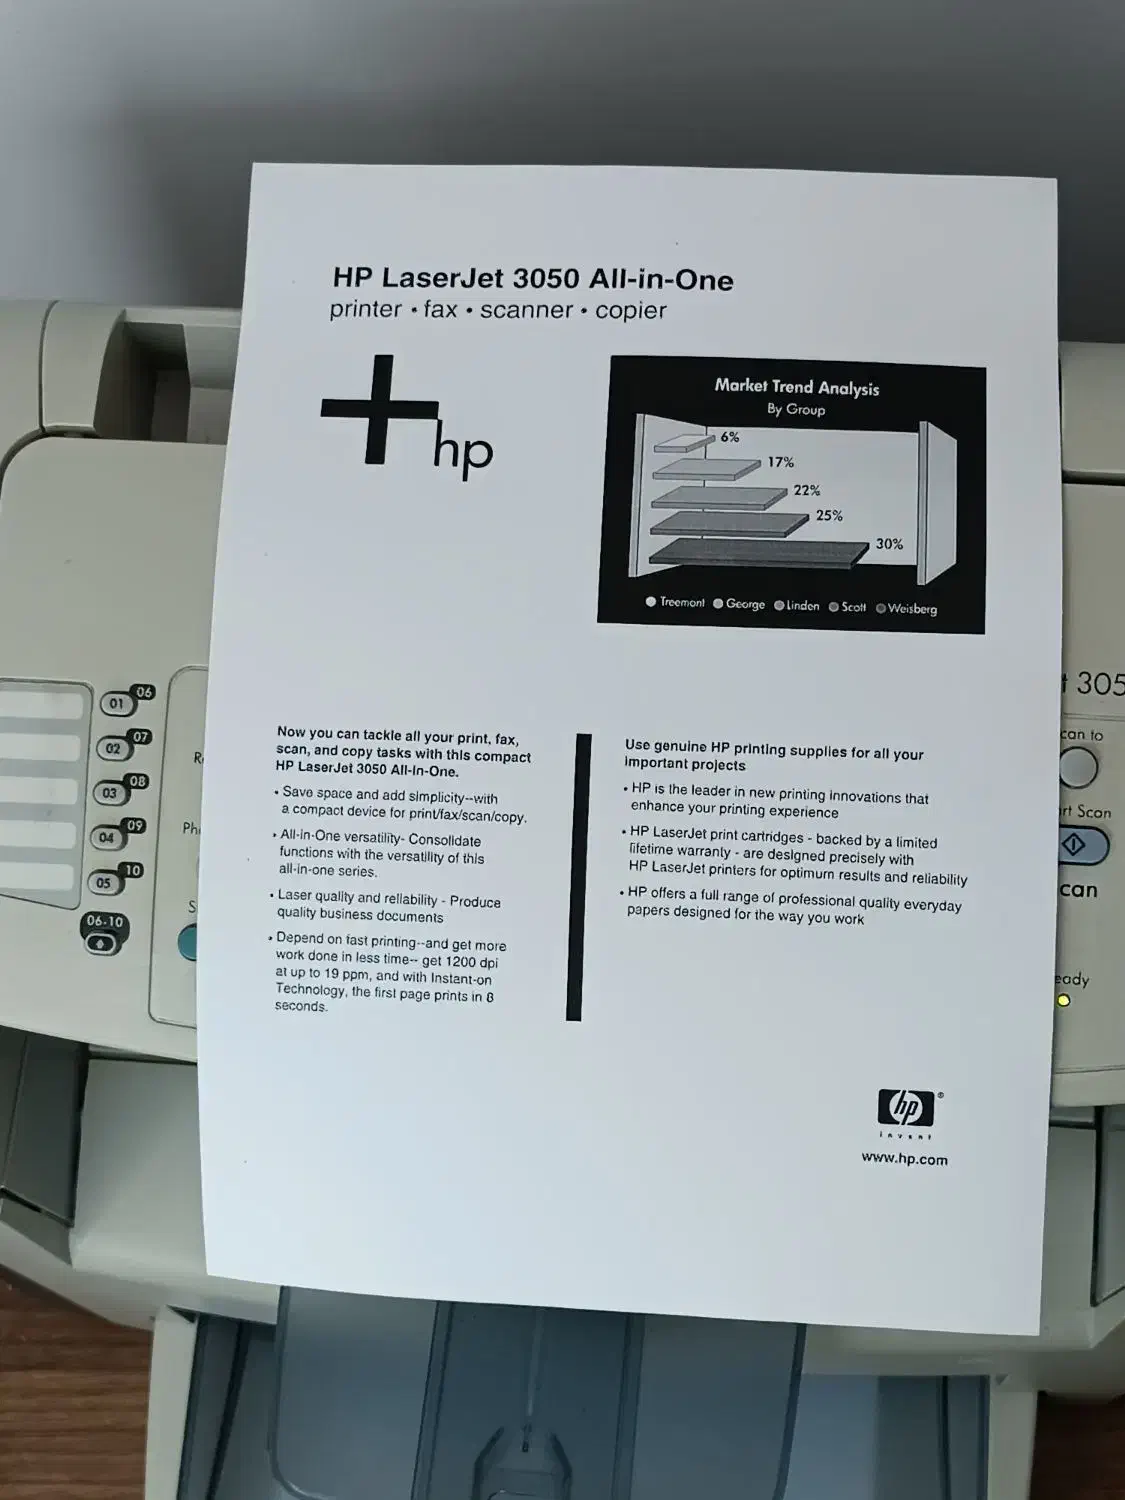 HP LaserJet 3050 All-in-One
printer • fax • scanner • copier
hp
Market Trend Analysis
By Group
6%
17%
22%
25%
30%
Treemont George Linden Scott Weisberg
Now you can tackle all your print, fax,
scan, and copy tasks with this compact
HP LaserJet 3050 All-In-One.
• Save space and add simplicity--with
a compact device for print/fax/scan/copy.
• All-in-One versatility- Consolidate
functions with the versatility of this
all-in-one series.
• Laser quality and reliability - Produce
quality business documents
• Depend on fast printing--and get more
work done in less time-- get 1200 dpi
at up to 19 ppm, and with Instant-on
Technology, the first page prints in 8
seconds.
Use genuine HP printing supplies for all your
important projects
• HP is the leader in new printing innovations that
enhance your printing experience
• HP LaserJet print cartridges - backed by a limited
lifetime warranty - are designed precisely with
HP LaserJet printers for optimum results and reliability
• HP offers a full range of professional quality everyday
papers designed for the way you work
hp ®
invent
www.hp.com
01 06
02 07
03 08
04 09
05 10
06-10
R
Ph
S
t 305
can to
rt Scan
can
eady